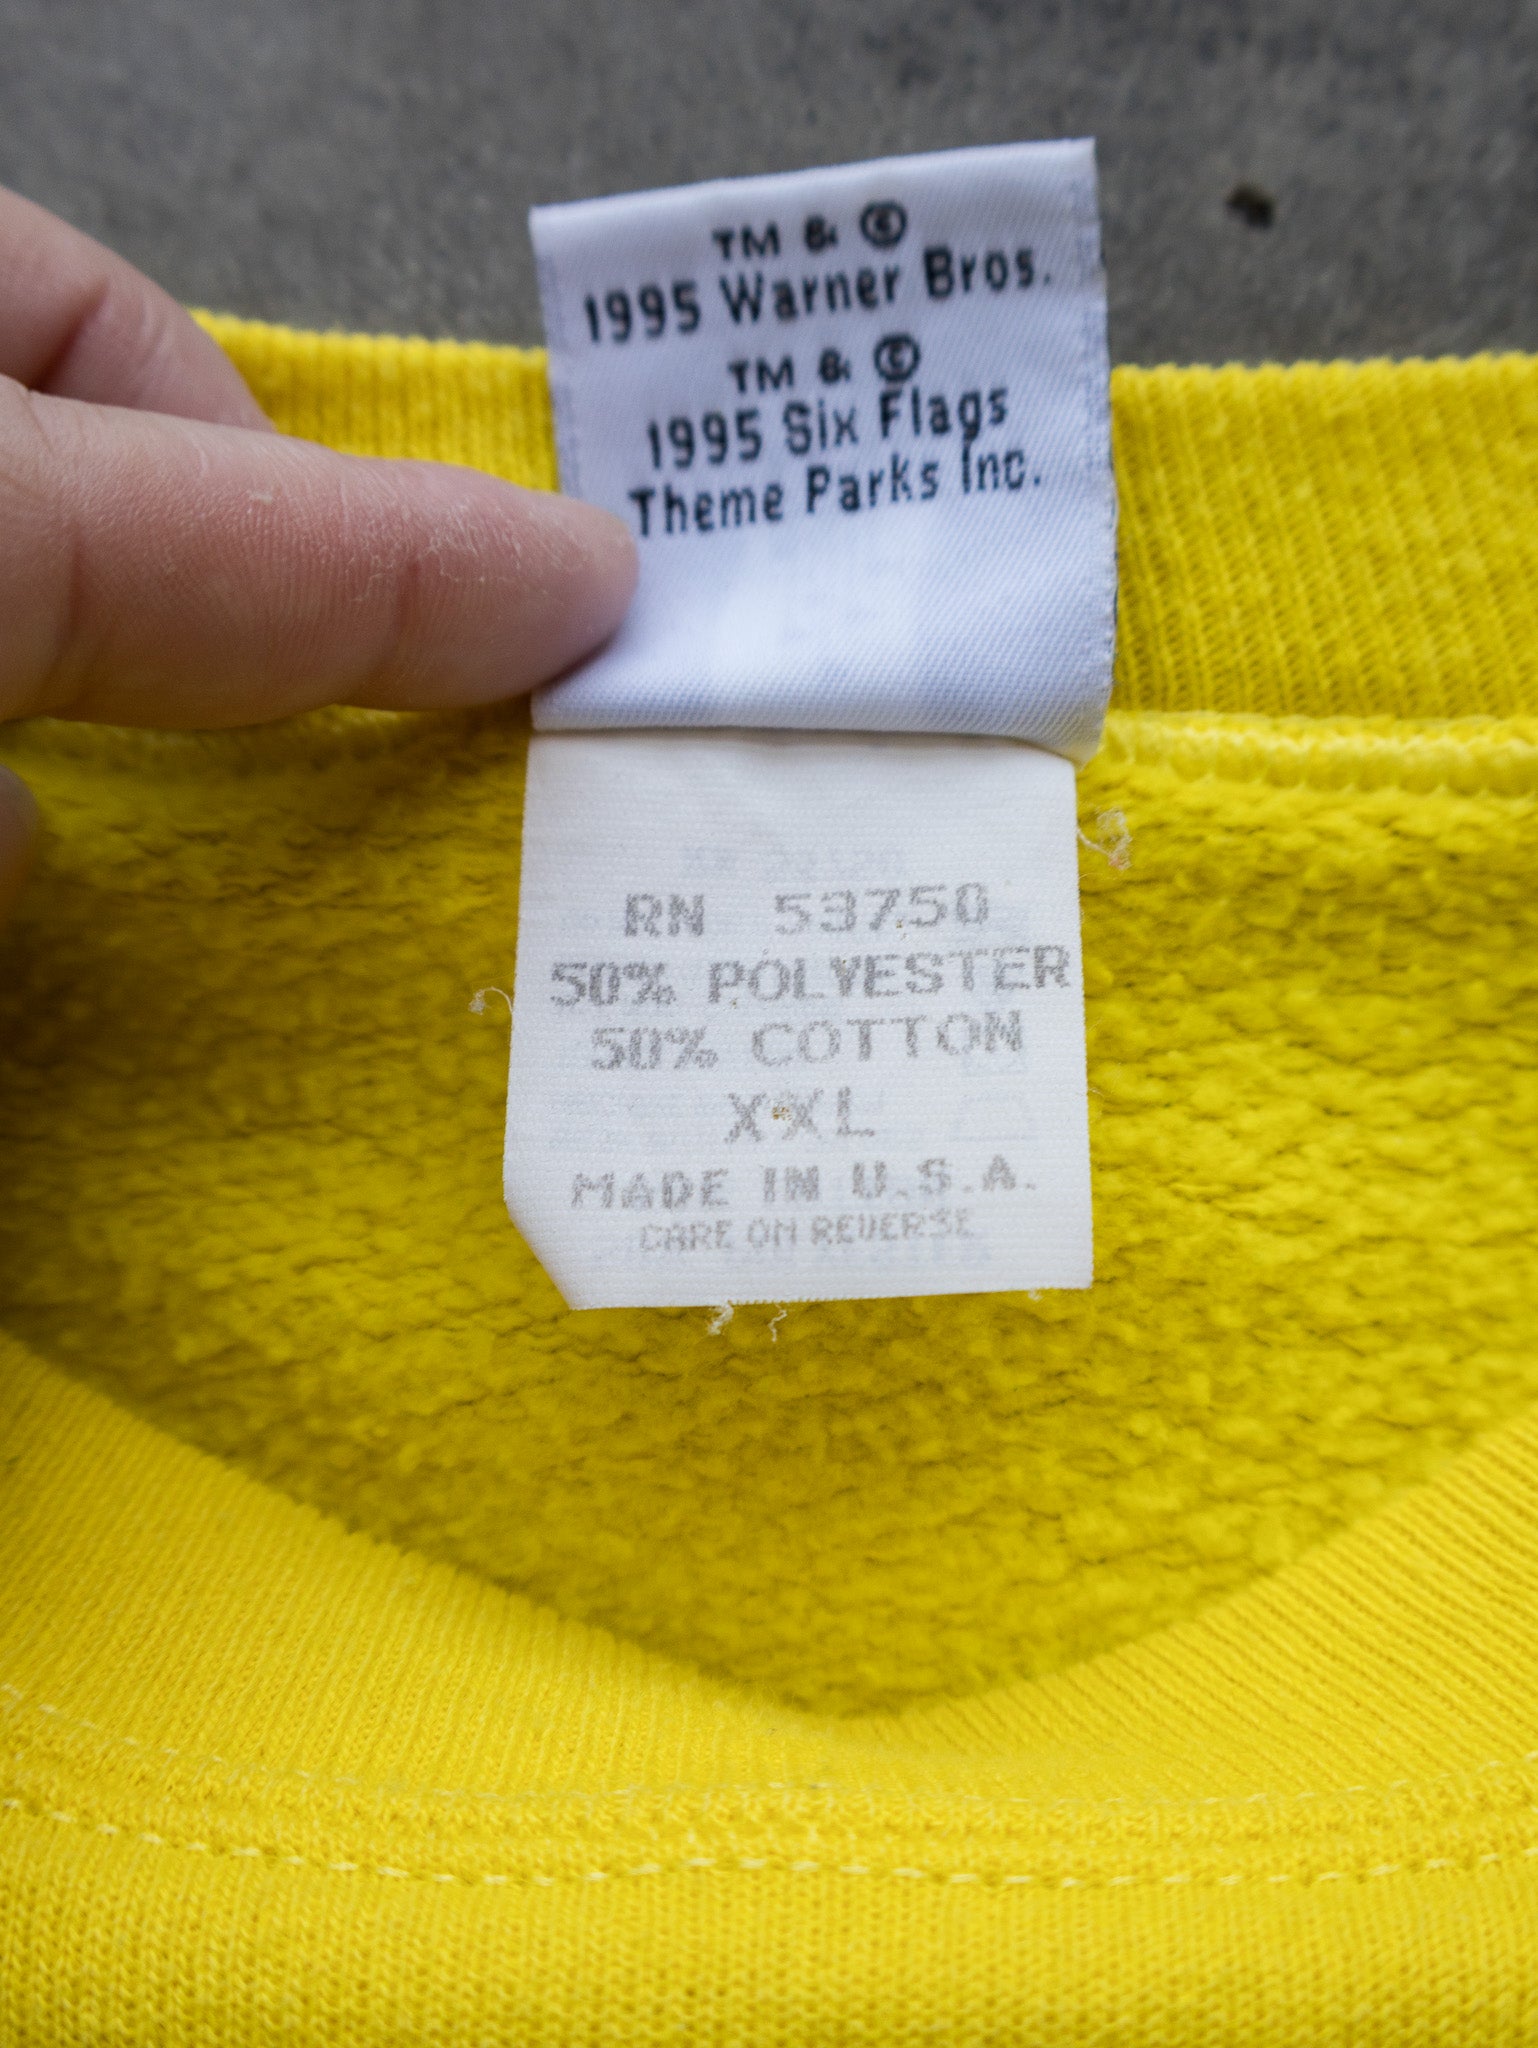 TM & ©
1995 Warner Bros.
TM & ©
1995 Six Flags
Theme Parks Inc.
RN 53750
50% POLYESTER
50% COTTON
XXL
MADE IN U.S.A.
CARE ON REVERSE